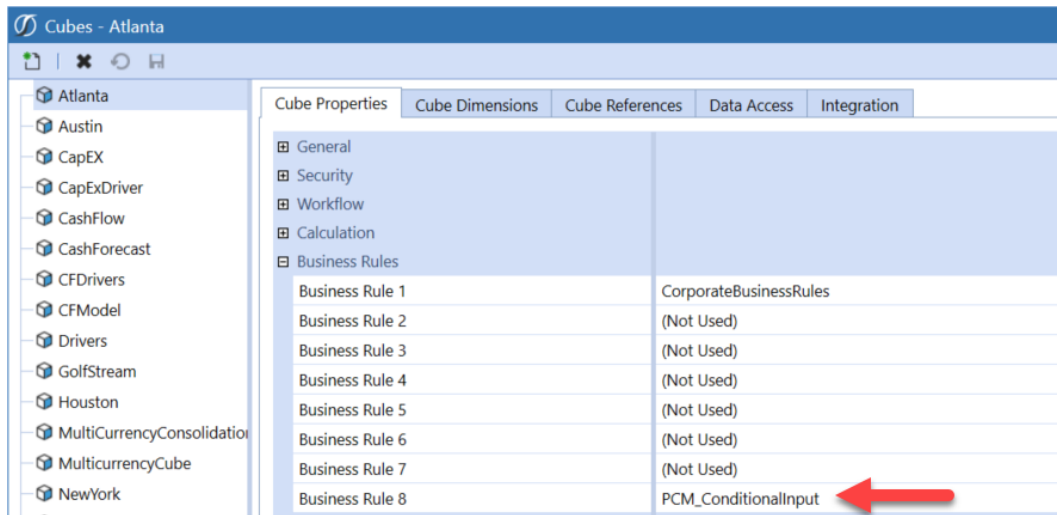 Cubes - Atlanta
Atlanta
Austin
CapEX
CapExDriver
CashFlow
CashForecast
CFDrivers
CFModel
Drivers
GolfStream
Houston
MultiCurrencyConsolidation
MulticurrencyCube
NewYork
Cube Properties Cube Dimensions Cube References Data Access Integration
General
Security
Workflow
Calculation
Business Rules
Business Rule 1 CorporateBusinessRules
Business Rule 2 (Not Used)
Business Rule 3 (Not Used)
Business Rule 4 (Not Used)
Business Rule 5 (Not Used)
Business Rule 6 (Not Used)
Business Rule 7 (Not Used)
Business Rule 8 PCM_ConditionalInput